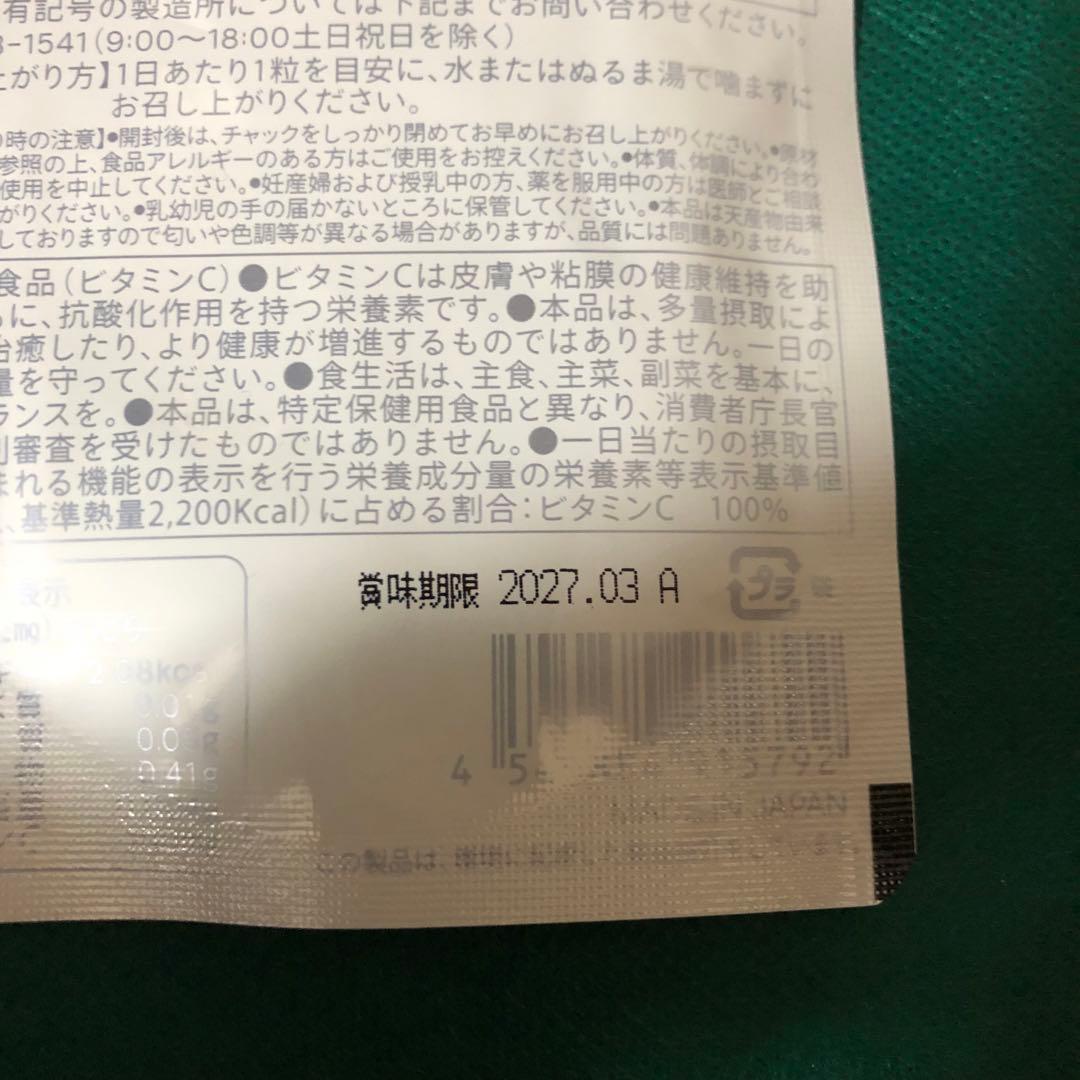 有記号の製造所については下記までお問い合わせください。
3-1541(9:00～18:00土日祝日を除く)
上がり方】1日あたり1粒を目安に、水またはぬるま湯で噛まずに
お召し上がりください。
の時の注意】●開封後は、チャックをしっかり閉めてお早めにお召し上がりください。●原材
参照の上、食品アレルギーのある方はご使用をお控えください。●体質、体調により合わ
使用を中止してください。●妊産婦および授乳中の方、薬を服用中の方は医師とご相談
がりください。●乳幼児の手の届かないところに保管してください。●本品は天産物由来
しておりますので匂いや色調等が異なる場合がありますが、品質には問題ありません。
食品(ビタミンC)●ビタミンCは皮膚や粘膜の健康維持を助
に、抗酸化作用を持つ栄養素です。●本品は、多量摂取によ
治癒したり、より健康が増進するものではありません。一日の
量を守ってください。●食生活は、主食、主菜、副菜を基本に、
ランスを。●本品は、特定保健用食品と異なり、消費者庁長官
別審査を受けたものではありません。●一日当たりの摂取目
まれる機能の表示を行う栄養成分量の栄養素等表示基準値
、基準熱量2,200Kcal)に占める割合:ビタミンC 100%
表示
賞味期限 2027.03 A
プラ
mg)
0.41g
JAPAN
この製品は、